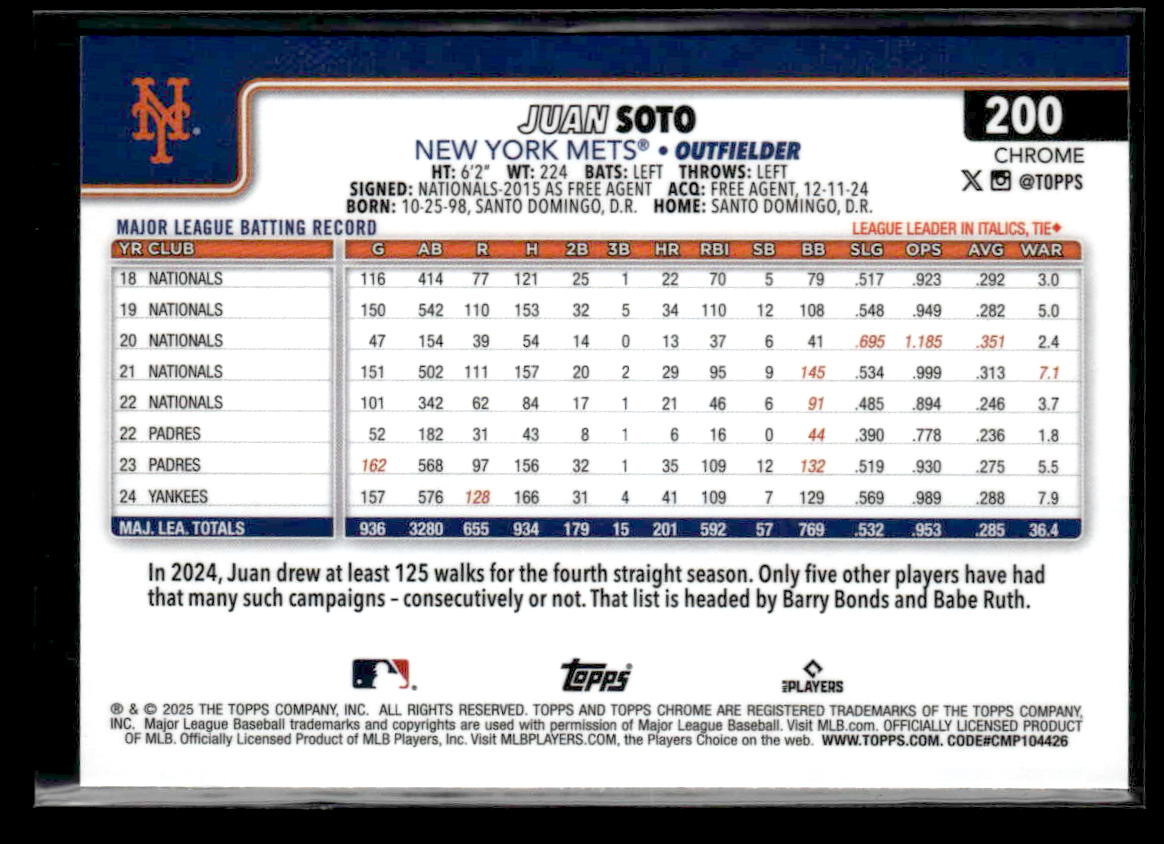 NY
200
JUAN SOTO
CHROME
NEW YORK METS® • OUTFIELDER
@TOPPS
HT: 6'2" WT: 224 BATS: LEFT THROWS: LEFT
SIGNED: NATIONALS-2015 AS FREE AGENT ACQ: FREE AGENT, 12-11-24
BORN: 10-25-98, SANTO DOMINGO, D.R. HOME: SANTO DOMINGO, D.R.
MAJOR LEAGUE BATTING RECORD LEAGUE LEADER IN ITALICS, TIE◆
YR CLUB G AB R H 2B 3B HR RBI SB BB SLG OPS AVG WAR
18 NATIONALS 116 414 77 121 25 1 22 70 5 79 .517 .923 .292 3.0
19 NATIONALS 150 542 110 153 32 5 34 110 12 108 .548 .949 .282 5.0
20 NATIONALS 47 154 39 54 14 0 13 37 6 41 .695 1.185 .351 2.4
21 NATIONALS 151 502 111 157 20 2 29 95 9 145 .534 .999 .313 7.1
22 NATIONALS 101 342 62 84 17 1 21 46 6 91 .485 .894 .246 3.7
22 PADRES 52 182 31 43 8 1 6 16 0 44 .390 .778 .236 1.8
23 PADRES 162 568 97 156 32 1 35 109 12 132 .519 .930 .275 5.5
24 YANKEES 157 576 128 166 31 4 41 109 7 129 .569 .989 .288 7.9
MAJ. LEA. TOTALS 936 3280 655 934 179 15 201 592 57 769 .532 .953 .285 36.4
In 2024, Juan drew at least 125 walks for the fourth straight season. Only five other players have had
that many such campaigns – consecutively or not. That list is headed by Barry Bonds and Babe Ruth.
Topps® MLBPLAYERS
® & © 2025 THE TOPPS COMPANY, INC. ALL RIGHTS RESERVED. TOPPS AND TOPPS CHROME ARE REGISTERED TRADEMARKS OF THE TOPPS COMPANY,
INC. Major League Baseball trademarks and copyrights are used with permission of Major League Baseball. Visit MLB.com. OFFICIALLY LICENSED PRODUCT
OF MLB. Officially Licensed Product of MLB Players, Inc. Visit MLBPLAYERS.COM, the Players Choice on the web. WWW.TOPPS.COM. CODE#CMP104426